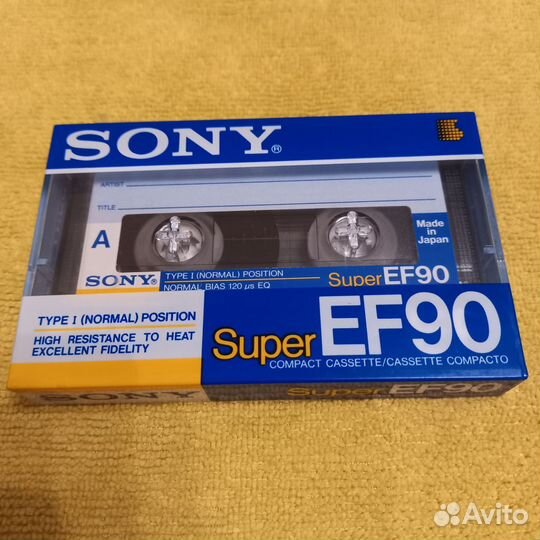 SONY®
ARTIST
TITLE
A
Made in
Japan
SONY
TYPE I (NORMAL) POSITION
NORMAL BIAS 120 µs EQ
Super EF90
TYPE I (NORMAL) POSITION
HIGH RESISTANCE TO HEAT
EXCELLENT FIDELITY
Super EF90
COMPACT CASSETTE/CASSETTE COMPACTO
SONY
Super EF90
Avito